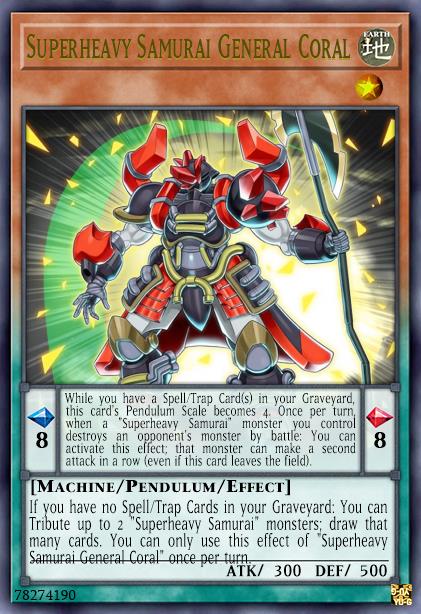 Superheavy Samurai General Coral
EARTH
地
While you have a Spell/Trap Card(s) in your Graveyard,
this card's Pendulum Scale becomes 4. Once per turn,
when a "Superheavy Samurai" monster you control
destroys an opponent's monster by battle: You can
activate this effect; that monster can make a second
attack in a row (even if this card leaves the field).
8
8
[Machine/Pendulum/Effect]
If you have no Spell/Trap Cards in your Graveyard: You can
Tribute up to 2 "Superheavy Samurai" monsters; draw that
many cards. You can only use this effect of "Superheavy
Samurai General Coral" once per turn.
ATK/ 300 DEF/ 500
78274190